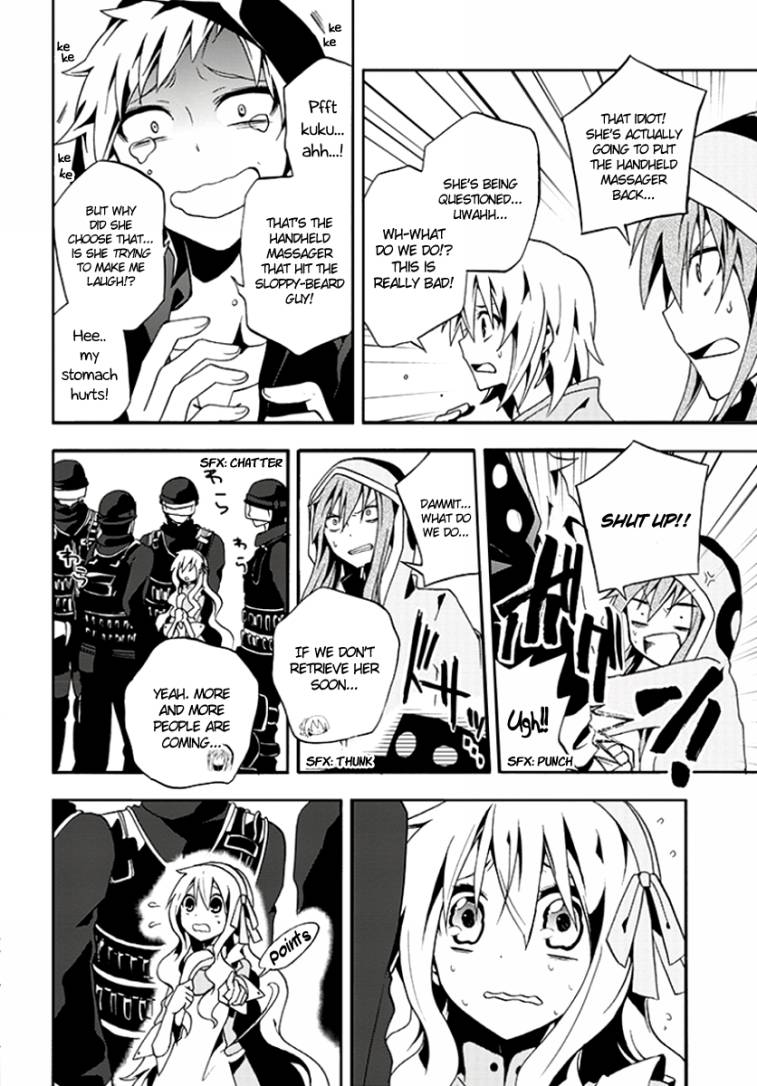 THAT IDIOT!
SHE'S ACTUALLY
GOING TO PUT
THE HANDHELD
MASSAGER
BACK...
SHE'S BEING
QUESTIONED...
UWAHH...
WH-WHAT
DO WE DO!?
THIS IS
REALLY BAD!
ke
ke
ke
ke
Pfft
kuku...
ahh...!
THAT'S THE
HANDHELD
MASSAGER
THAT HIT THE
SLOPPY-BEARD
GUY!
ke
ke
BUT WHY
DID SHE
CHOOSE THAT...
IS SHE TRYING
TO MAKE ME
LAUGH!?
Hee..
my
stomach
hurts!
SHUT UP!!
Ugh!!
SFX: PUNCH
DAMMIT...
WHAT DO
WE DO...
IF WE DON'T
RETRIEVE HER
SOON...
SFX: THUNK
SFX: CHATTER
わら
わら
YEAH. MORE
AND MORE
PEOPLE ARE
COMING...
points